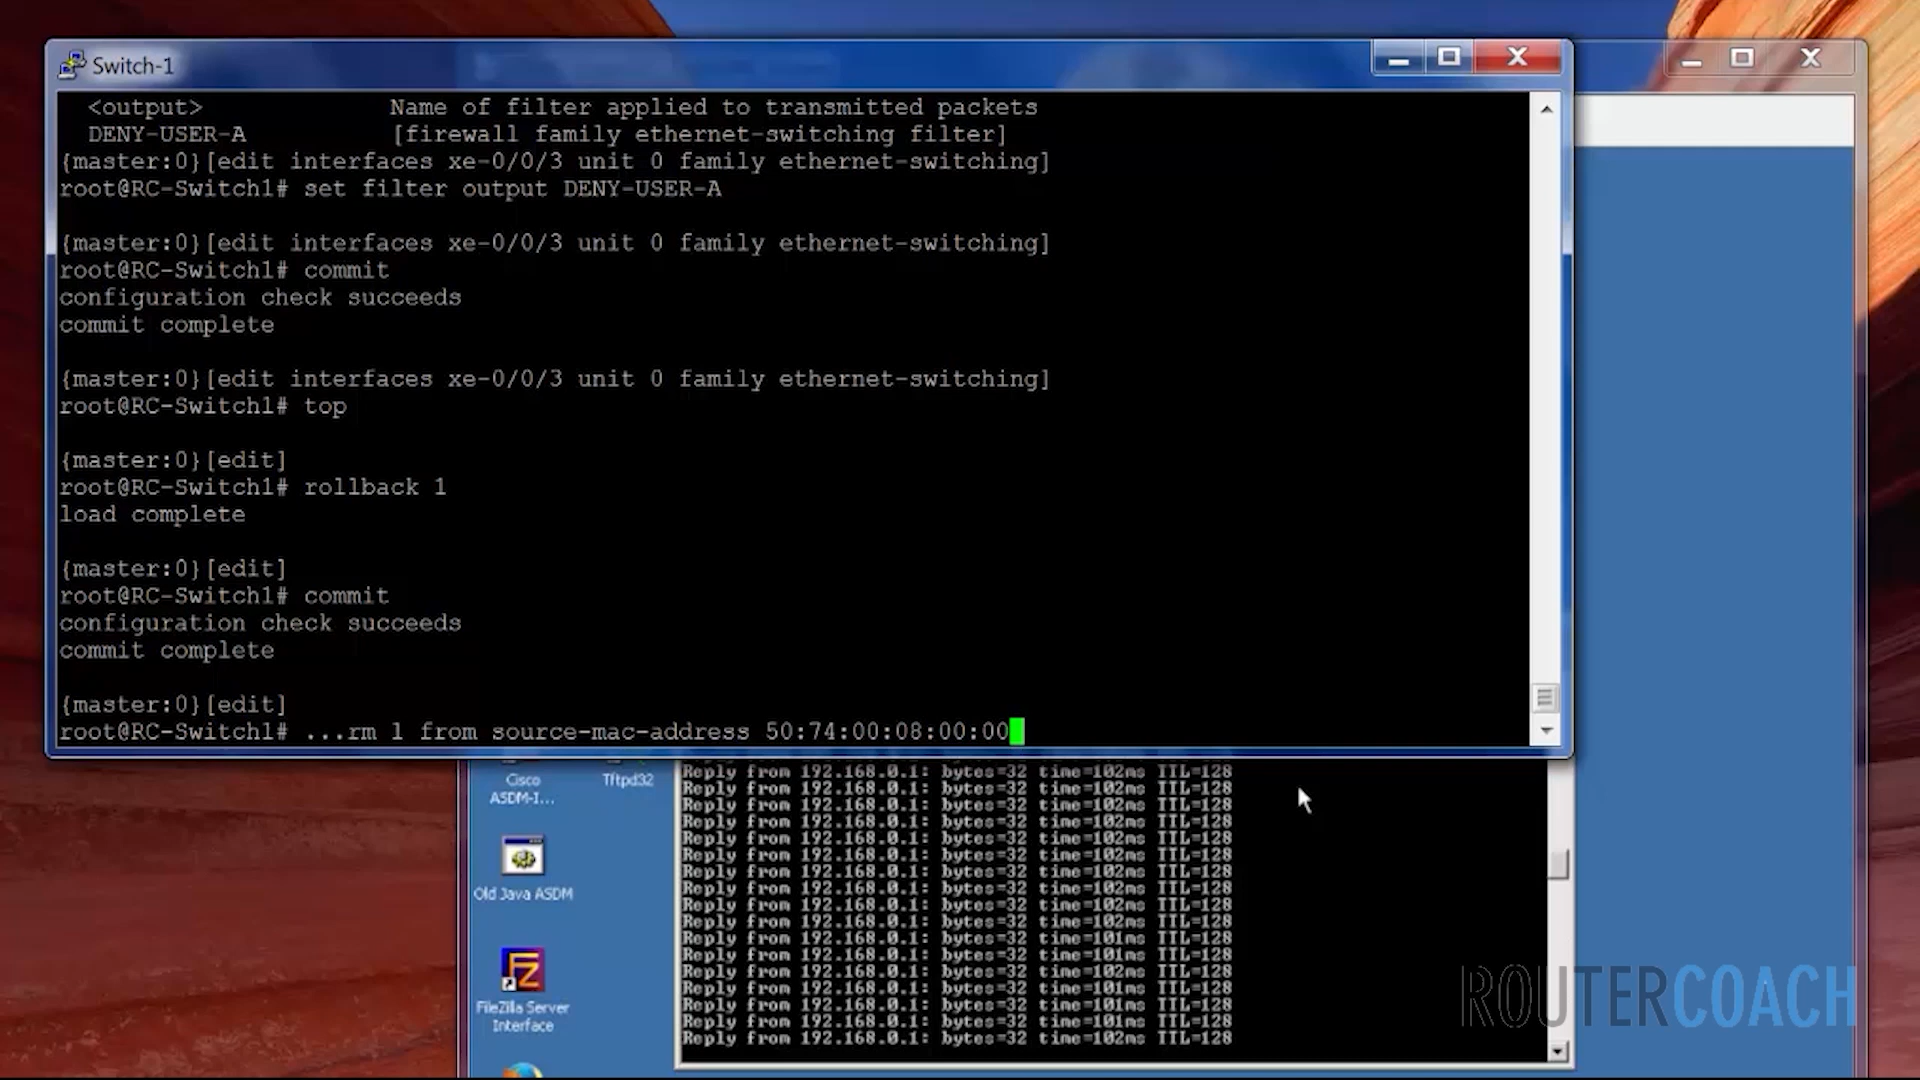 Switch-1
<output> Name of filter applied to transmitted packets
DENY-USER-A [firewall family ethernet-switching filter]
{master:0}[edit interfaces xe-0/0/3 unit 0 family ethernet-switching]
root@RC-Switch1# set filter output DENY-USER-A
{master:0}[edit interfaces xe-0/0/3 unit 0 family ethernet-switching]
root@RC-Switch1# commit
configuration check succeeds
commit complete
{master:0}[edit interfaces xe-0/0/3 unit 0 family ethernet-switching]
root@RC-Switch1# top
{master:0}[edit]
root@RC-Switch1# rollback 1
load complete
{master:0}[edit]
root@RC-Switch1# commit
configuration check succeeds
commit complete
{master:0}[edit]
root@RC-Switch1# ...rm 1 from source-mac-address 50:74:00:08:00:00
Cisco
ASDM-I...
Tftpd32
Old Java ASDM
FileZilla Server
Interface
Reply from 192.168.0.1: bytes=32 time=102ms TTL=128
Reply from 192.168.0.1: bytes=32 time=102ms TTL=128
Reply from 192.168.0.1: bytes=32 time=102ms TTL=128
Reply from 192.168.0.1: bytes=32 time=102ms TTL=128
Reply from 192.168.0.1: bytes=32 time=102ms TTL=128
Reply from 192.168.0.1: bytes=32 time=102ms TTL=128
Reply from 192.168.0.1: bytes=32 time=102ms TTL=128
Reply from 192.168.0.1: bytes=32 time=102ms TTL=128
Reply from 192.168.0.1: bytes=32 time=102ms TTL=128
Reply from 192.168.0.1: bytes=32 time=102ms TTL=128
Reply from 192.168.0.1: bytes=32 time=101ms TTL=128
Reply from 192.168.0.1: bytes=32 time=101ms TTL=128
Reply from 192.168.0.1: bytes=32 time=102ms TTL=128
Reply from 192.168.0.1: bytes=32 time=101ms TTL=128
Reply from 192.168.0.1: bytes=32 time=102ms TTL=128
Reply from 192.168.0.1: bytes=32 time=101ms TTL=128
Reply from 192.168.0.1: bytes=32 time=102ms TTL=128
ROUTERCOACH